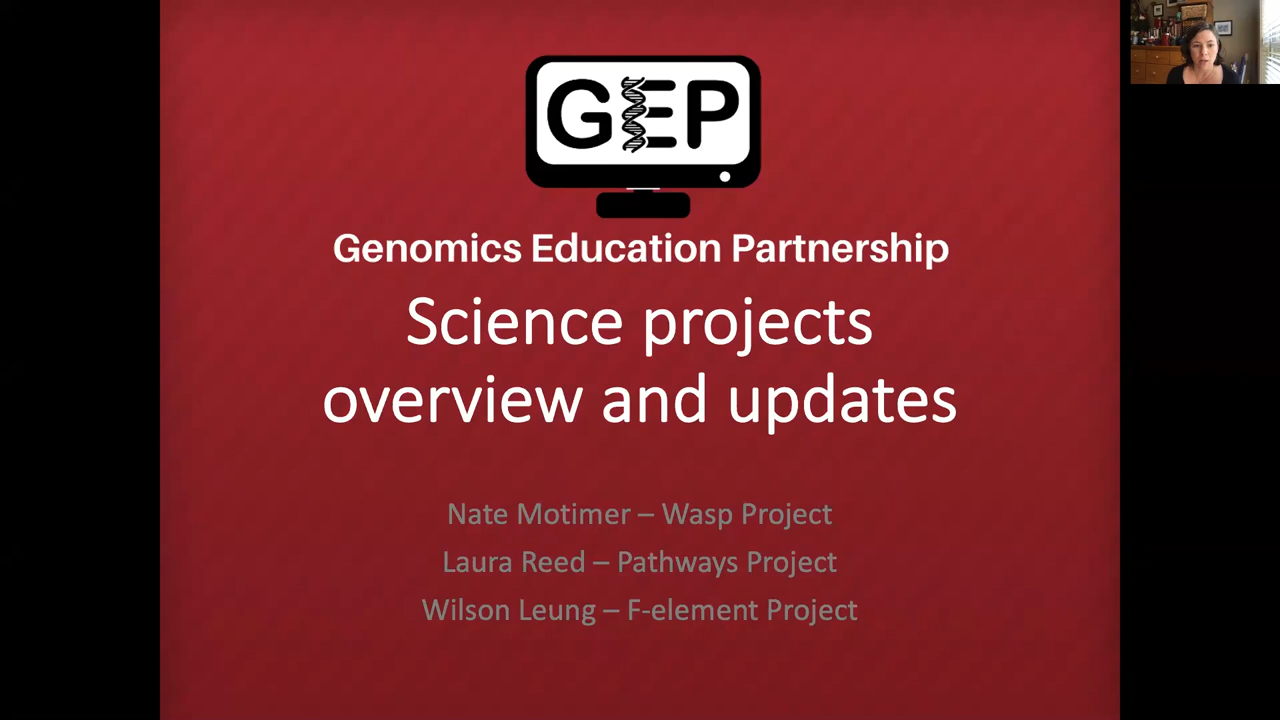 GEP
Genomics Education Partnership
Science projects
overview and updates
Nate Motimer – Wasp Project
Laura Reed – Pathways Project
Wilson Leung – F-element Project